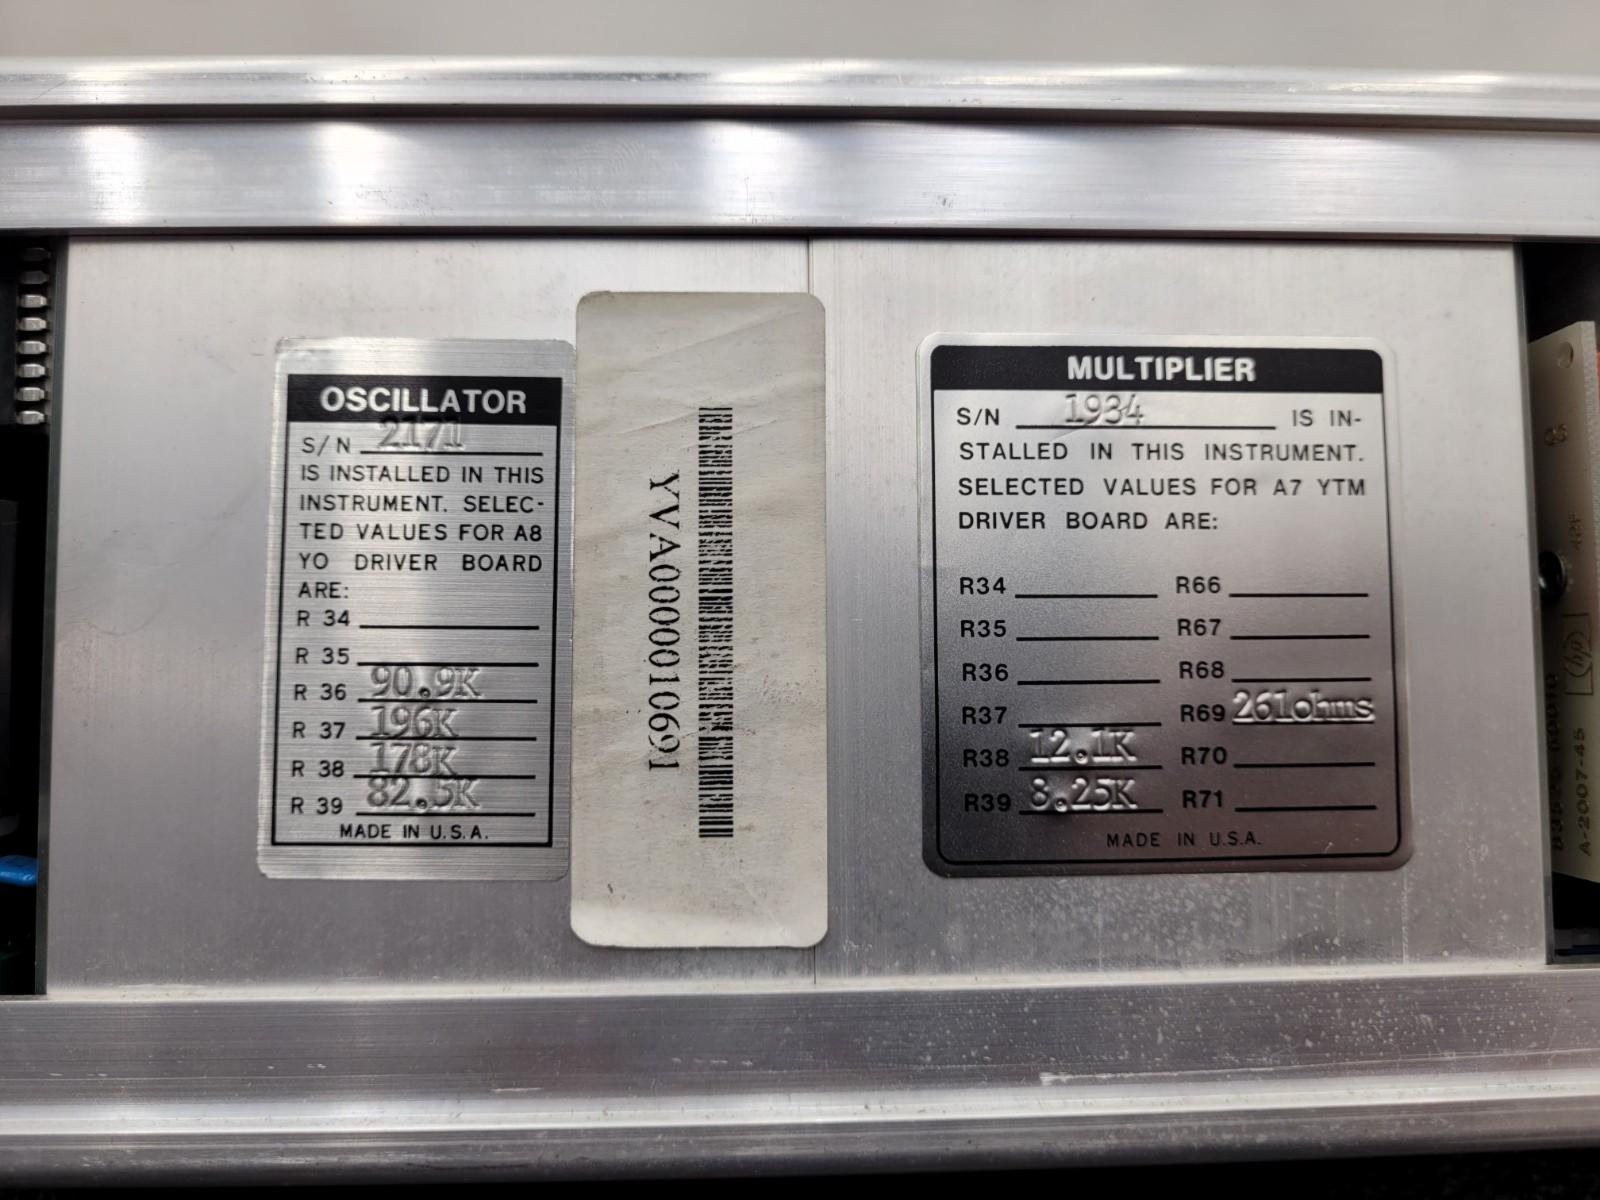 OSCILLATOR
S/N 2171
IS INSTALLED IN THIS
INSTRUMENT. SELEC-
TED VALUES FOR A8
YO DRIVER BOARD
ARE:
R 34
R 35
R 36 90.9K
R 37 196K
R 38 178K
R 39 82.5K
MADE IN U.S.A.
YVA000010691
MULTIPLIER
S/N 1934 IS IN-
STALLED IN THIS INSTRUMENT.
SELECTED VALUES FOR A7 YTM
DRIVER BOARD ARE:
R34 R66
R35 R67
R36 R68
R37 R69 261ohms
R38 12.1K R70
R39 8.25K R71
MADE IN U.S.A.
hp
A-2007-45